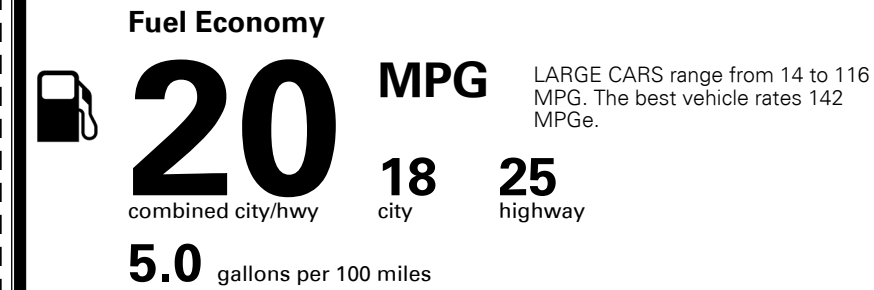 Fuel Economy
20 MPG
LARGE CARS range from 14 to 116
MPG. The best vehicle rates 142
MPGe.
18 25
combined city/hwy city highway
5.0 gallons per 100 miles